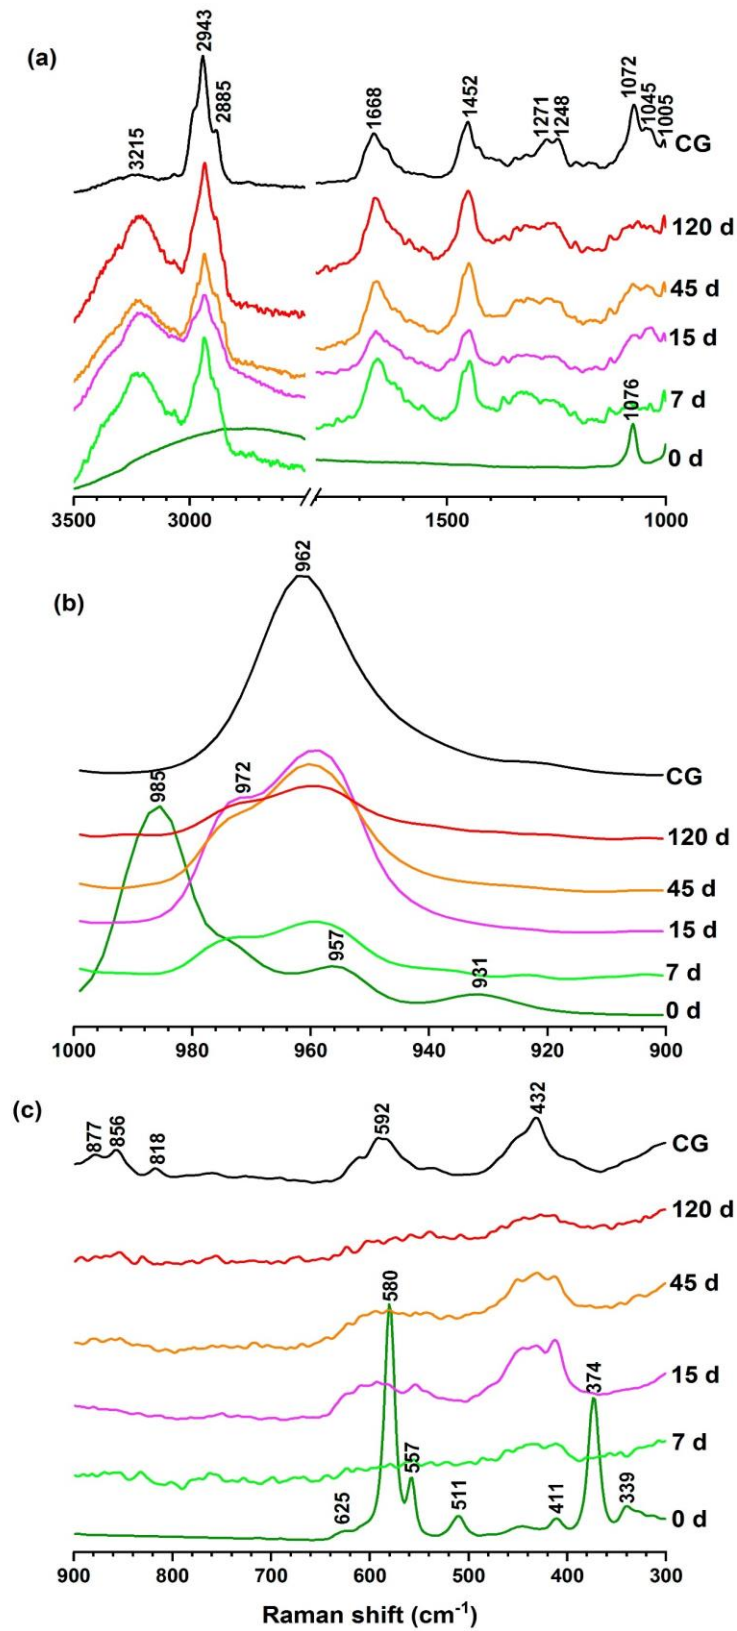 (a)
2943
2885
3215
1668
1452
1271
1248
1072
1045
1005
CG
120 d
45 d
15 d
7 d
1076
0 d
3500 3000 1500 1000
(b)
962
CG
985
972
120 d
45 d
15 d
957
931
7 d
0 d
1000 980 960 940 920 900
(c)
877
856
818
592
432
CG
120 d
580
45 d
15 d
374
7 d
557
625
511
411
339
0 d
900 800 700 600 500 400 300
Raman shift (cm⁻¹)